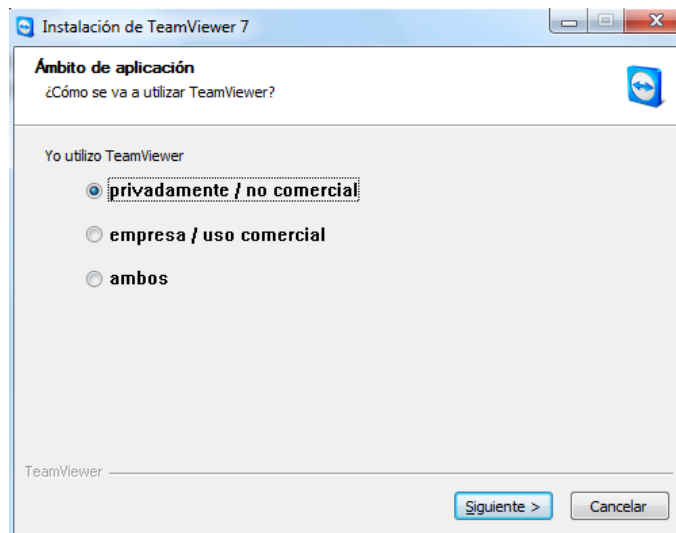 Instalación de TeamViewer 7
Ámbito de aplicación
¿Cómo se va a utilizar TeamViewer?
Yo utilizo TeamViewer
privadamente / no comercial
empresa / uso comercial
ambos
TeamViewer
Siguiente > Cancelar